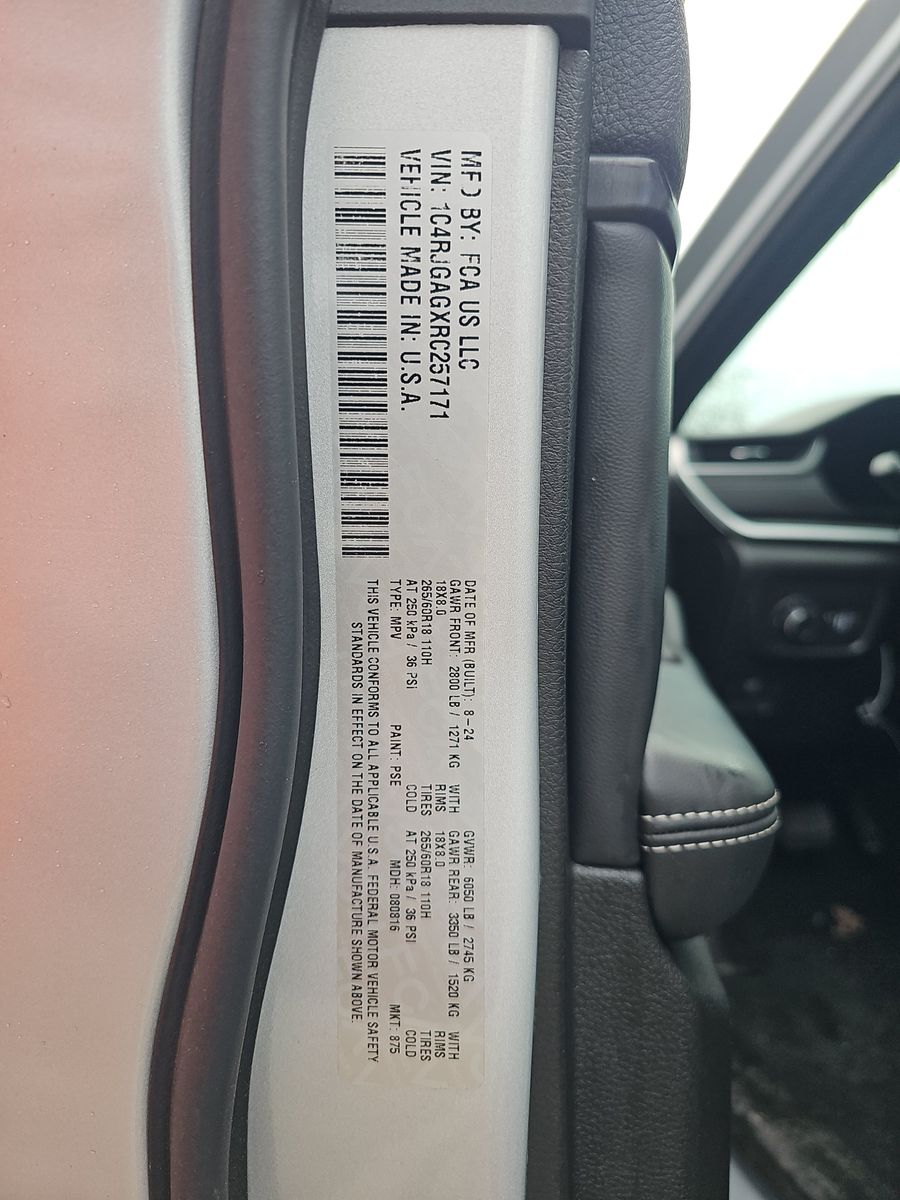 MFD BY: FCA US LLC
VIN: 1C4RJGAGXRC257171
VEHICLE MADE IN: U.S.A.
DATE OF MFR (BUILT): 8-24 GVWR: 6050 LB / 2745 KG
GAWR FRONT: 2800 LB / 1271 KG WITH GAWR REAR: 3350 LB / 1520 KG WITH
18X8.0 RIMS 18X8.0 RIMS
265/60R18 110H TIRES 265/60R18 110H TIRES
AT 250 kPa / 36 PSI COLD AT 250 kPa / 36 PSI COLD
TYPE: MPV PAINT: PSE MDH: 080816 MKT: 875
THIS VEHICLE CONFORMS TO ALL APPLICABLE U.S.A. FEDERAL MOTOR VEHICLE SAFETY
STANDARDS IN EFFECT ON THE DATE OF MANUFACTURE SHOWN ABOVE.